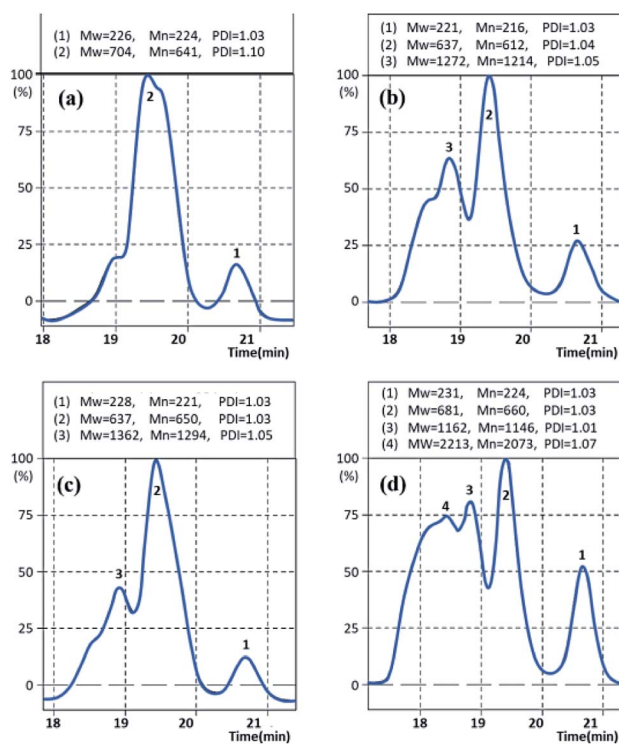 (1) Mw=226, Mn=224, PDI=1.03
(2) Mw=704, Mn=641, PDI=1.10
100
(%)
75
50
25
0
(a)
2
1
18 19 20 21
Time(min)
(1) Mw=221, Mn=216, PDI=1.03
(2) Mw=637, Mn=612, PDI=1.04
(3) Mw=1272, Mn=1214, PDI=1.05
100
(%)
75
50
25
0
(b)
3
2
1
18 19 20 21
Time(min)
(1) Mw=228, Mn=221, PDI=1.03
(2) Mw=637, Mn=650, PDI=1.03
(3) Mw=1362, Mn=1294, PDI=1.05
100
(%)
75
50
25
0
(c)
2
3
1
18 19 20 21
Time(min)
(1) Mw=231, Mn=224, PDI=1.03
(2) Mw=681, Mn=660, PDI=1.03
(3) Mw=1162, Mn=1146, PDI=1.01
(4) MW=2213, Mn=2073, PDI=1.07
100
(%)
75
50
25
0
(d)
4
3
2
1
18 19 20 21
Time(min)